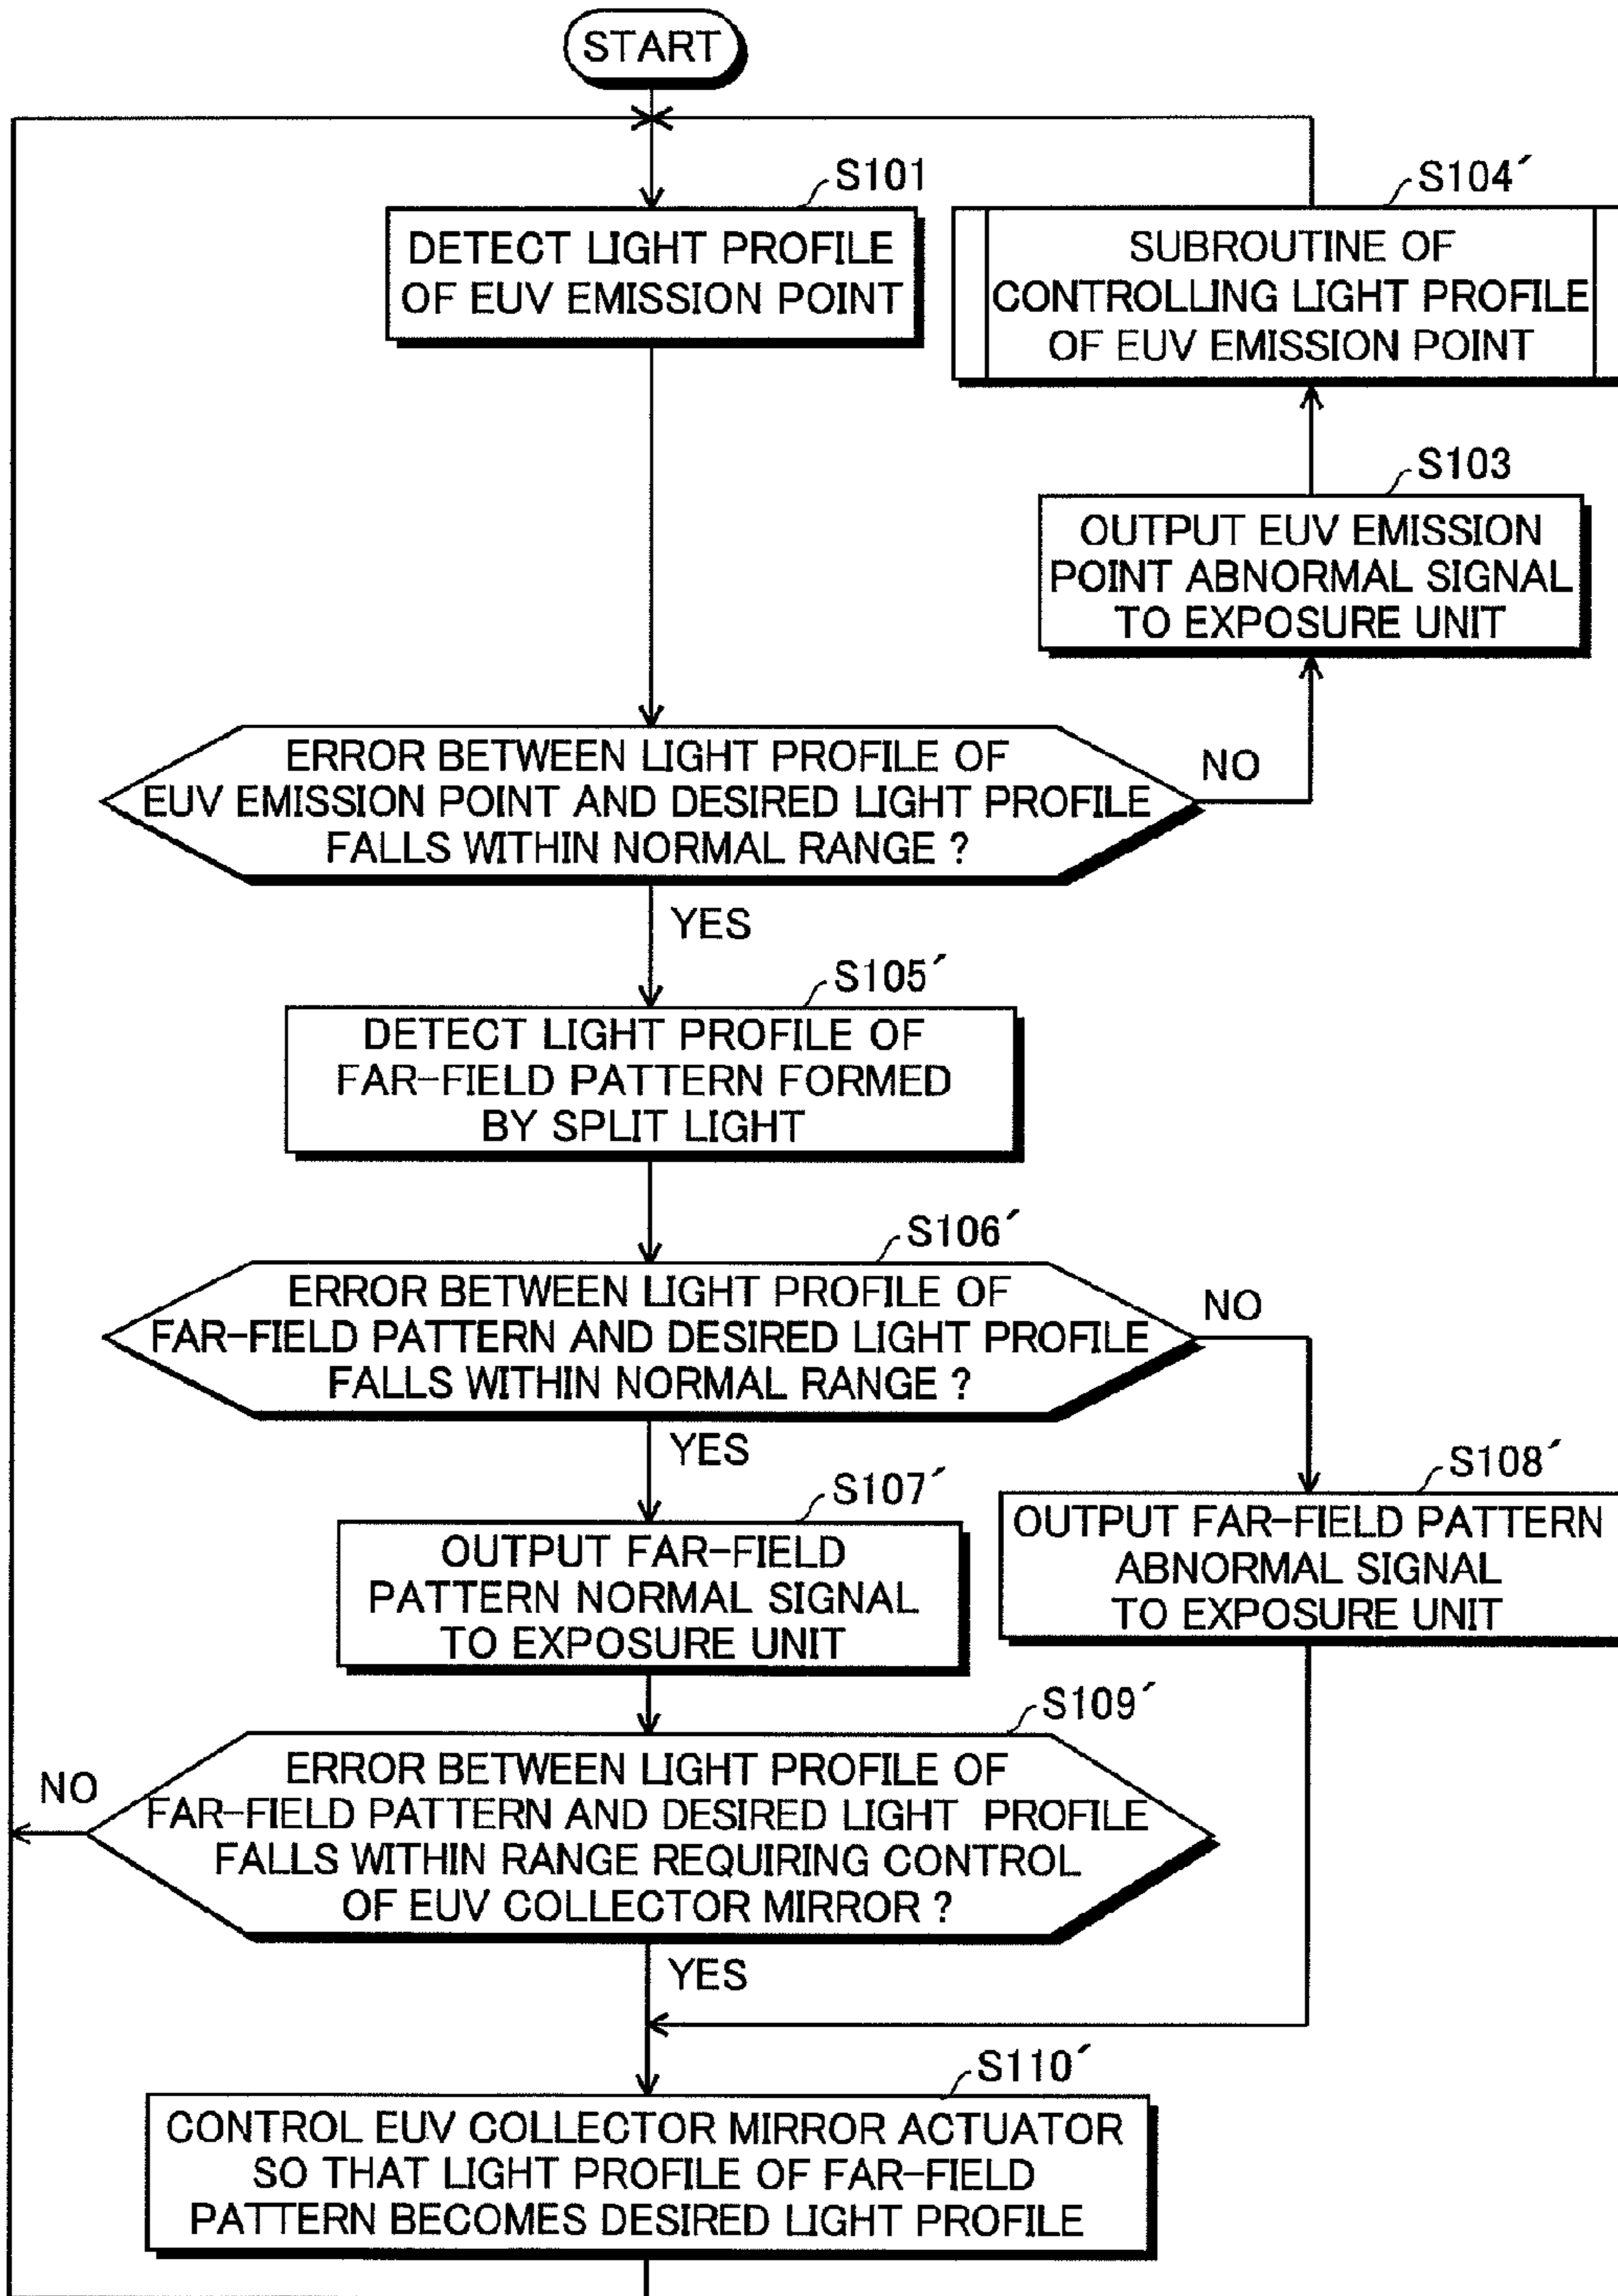 START
S101
DETECT LIGHT PROFILE
OF EUV EMISSION POINT
S104´
SUBROUTINE OF
CONTROLLING LIGHT PROFILE
OF EUV EMISSION POINT
S103
OUTPUT EUV EMISSION
POINT ABNORMAL SIGNAL
TO EXPOSURE UNIT
ERROR BETWEEN LIGHT PROFILE OF
EUV EMISSION POINT AND DESIRED LIGHT PROFILE
FALLS WITHIN NORMAL RANGE ?
NO
YES
S105´
DETECT LIGHT PROFILE OF
FAR-FIELD PATTERN FORMED
BY SPLIT LIGHT
S106´
ERROR BETWEEN LIGHT PROFILE OF
FAR-FIELD PATTERN AND DESIRED LIGHT PROFILE
FALLS WITHIN NORMAL RANGE ?
NO
YES
S107´
OUTPUT FAR-FIELD
PATTERN NORMAL SIGNAL
TO EXPOSURE UNIT
S108´
OUTPUT FAR-FIELD PATTERN
ABNORMAL SIGNAL
TO EXPOSURE UNIT
S109´
ERROR BETWEEN LIGHT PROFILE OF
FAR-FIELD PATTERN AND DESIRED LIGHT PROFILE
FALLS WITHIN RANGE REQUIRING CONTROL
OF EUV COLLECTOR MIRROR ?
NO
YES
S110´
CONTROL EUV COLLECTOR MIRROR ACTUATOR
SO THAT LIGHT PROFILE OF FAR-FIELD
PATTERN BECOMES DESIRED LIGHT PROFILE